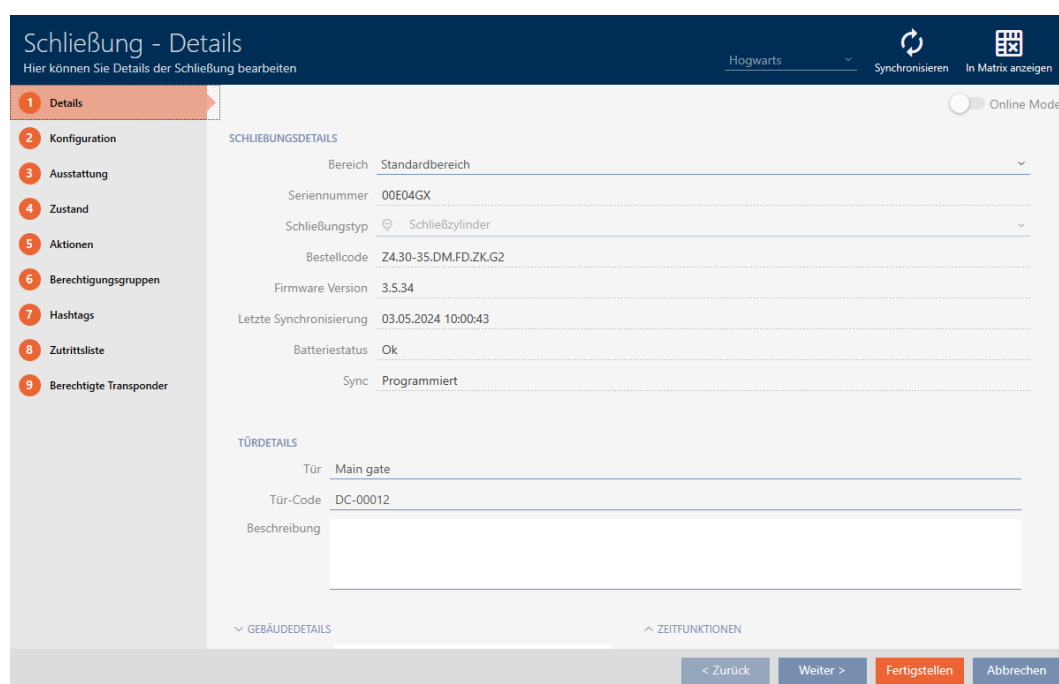 Schließung - Details
Hier können Sie Details der Schließung bearbeiten
Hogwarts
Synchronisieren
In Matrix anzeigen
1 Details
2 Konfiguration
3 Ausstattung
4 Zustand
5 Aktionen
6 Berechtigungsgruppen
7 Hashtags
8 Zutrittsliste
9 Berechtigte Transponder
Online Mode
SCHLIEßUNGSDETAILS
Bereich Standardbereich
Seriennummer 00E04GX
Schließungstyp Schließzylinder
Bestellcode Z4.30-35.DM.FD.ZK.G2
Firmware Version 3.5.34
Letzte Synchronisierung 03.05.2024 10:00:43
Batteriestatus Ok
Sync Programmiert
TÜRDETAILS
Tür Main gate
Tür-Code DC-00012
Beschreibung
GEBÄUDEDETAILS
ZEITFUNKTIONEN
< Zurück
Weiter >
Fertigstellen
Abbrechen